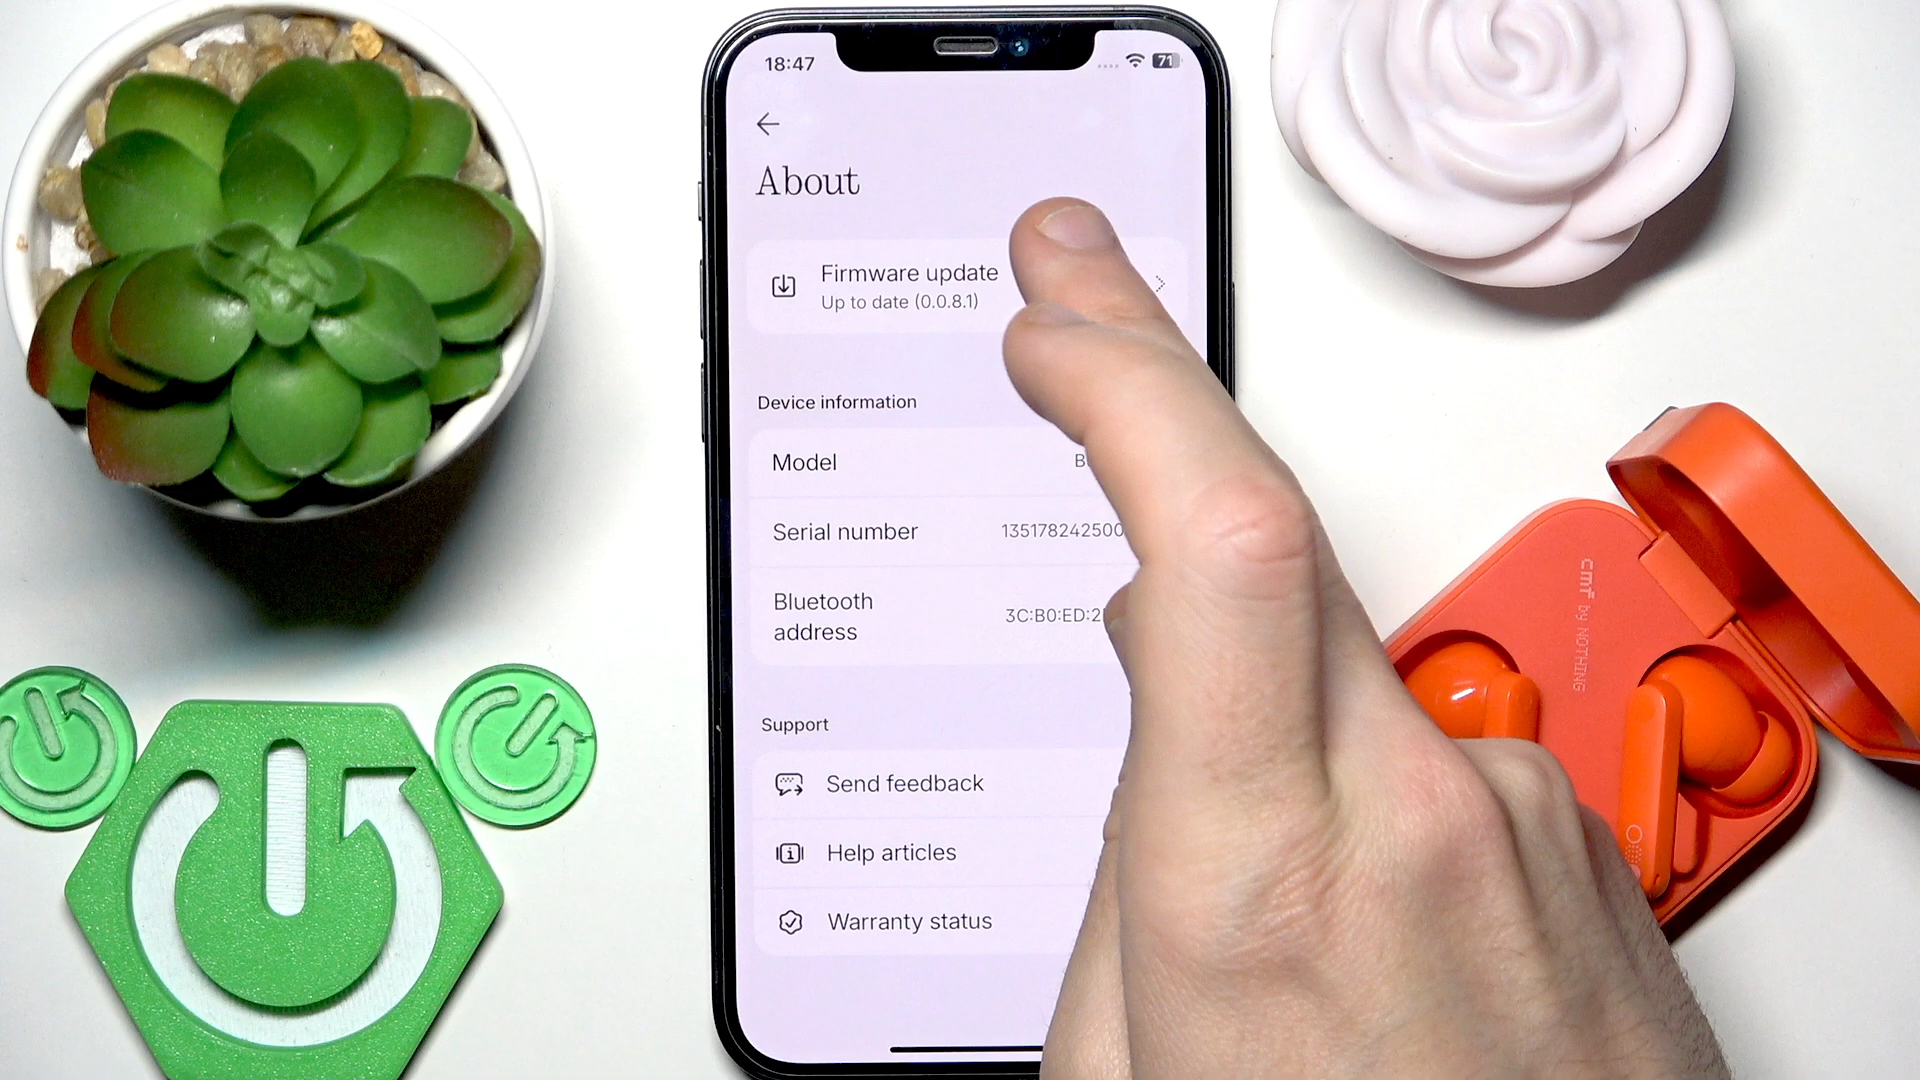 18:47
71
About
Firmware update
Up to date (0.0.8.1)
Device information
Model
Serial number 135178242500
Bluetooth address 3C:B0:ED:2
Support
Send feedback
Help articles
Warranty status
CMF by NOTHING